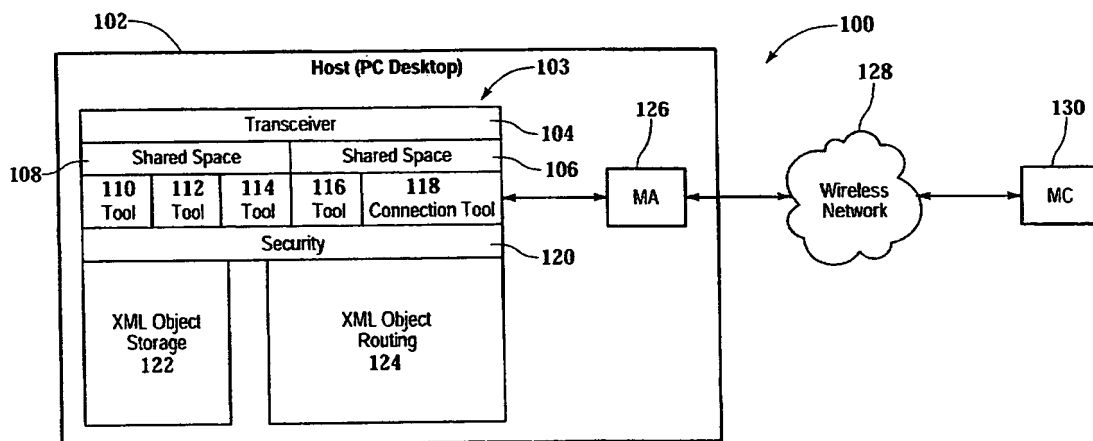 102
100
Host (PC Desktop)
103
128
126
130
Transceiver
104
108
Shared Space
Shared Space
106
110 Tool
112 Tool
114 Tool
116 Tool
118 Connection Tool
MA
Wireless Network
MC
Security
120
XML Object Storage 122
XML Object Routing 124